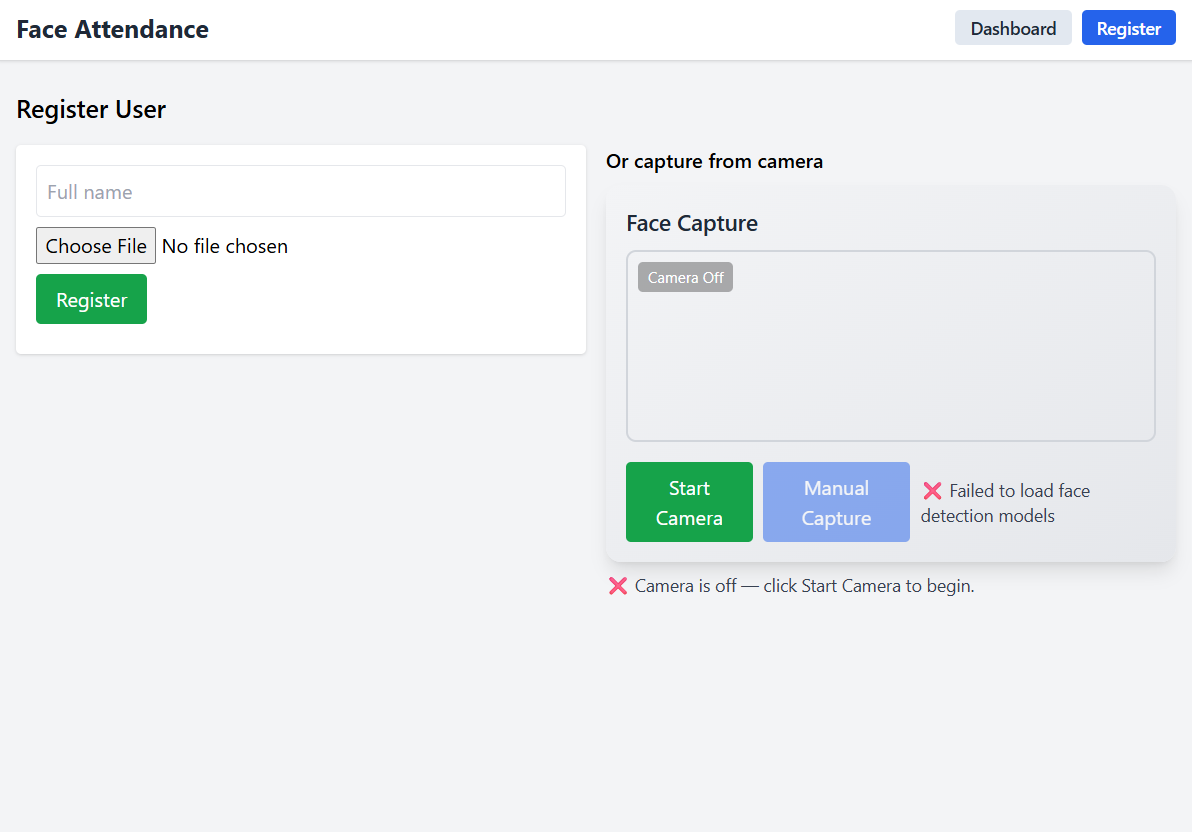 Face Attendance
Dashboard
Register
Register User
Full name
Choose File No file chosen
Register
Or capture from camera
Face Capture
Camera Off
Start
Camera
Manual
Capture
❌ Failed to load face
detection models
❌ Camera is off — click Start Camera to begin.